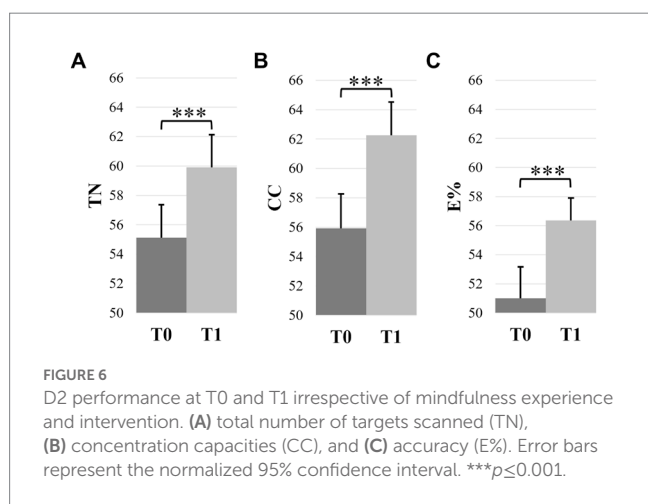 A
B
C
66
64
62
60
58
56
54
52
50
TN
***
T0 T1
66
64
62
60
58
56
54
52
50
CC
***
T0 T1
66
64
62
60
58
56
54
52
50
E%
***
T0 T1
FIGURE 6
D2 performance at T0 and T1 irrespective of mindfulness experience
and intervention. (A) total number of targets scanned (TN),
(B) concentration capacities (CC), and (C) accuracy (E%). Error bars
represent the normalized 95% confidence interval. ***p≤0.001.